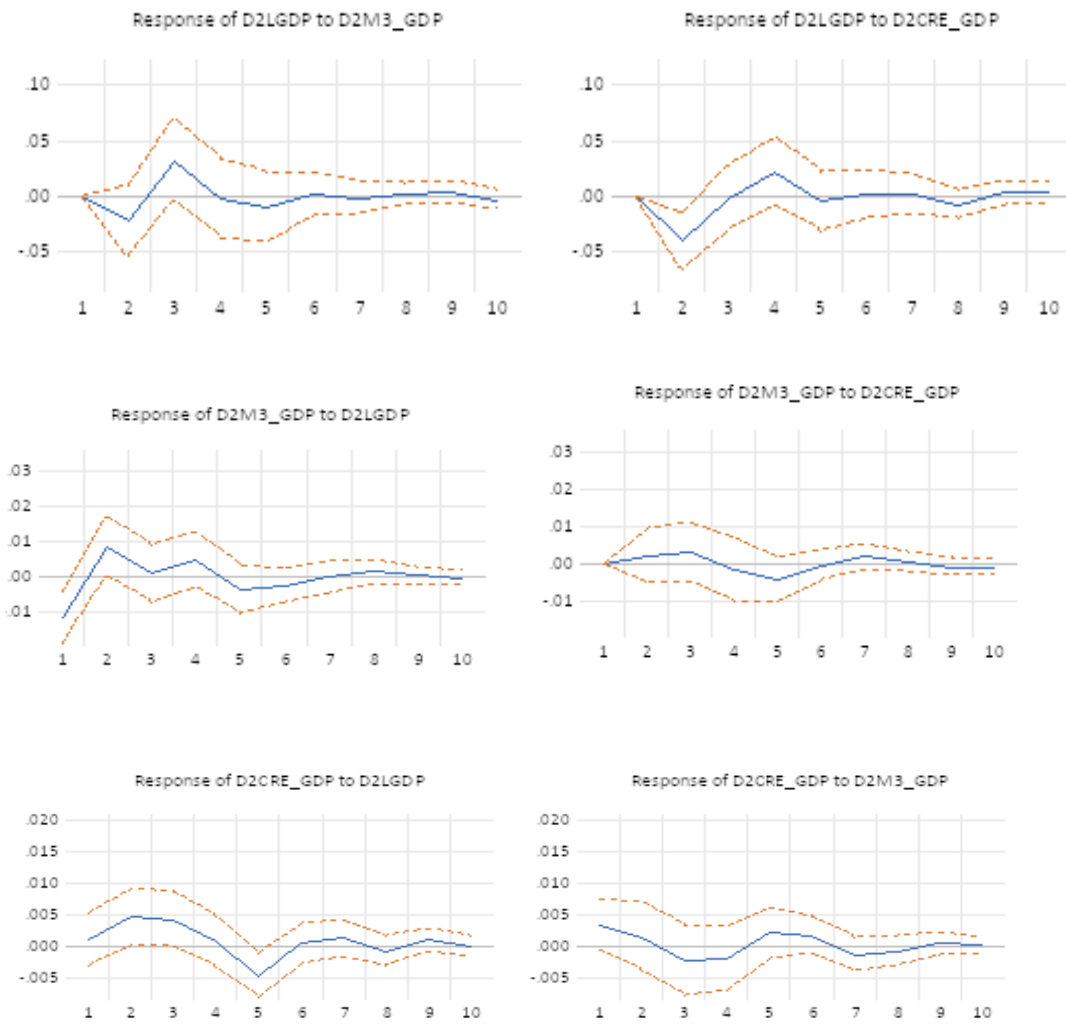 Response of D2LGDP to D2M3_GDP
.10
.05
.00
-.05
1 2 3 4 5 6 7 8 9 10
Response of D2LGDP to D2CRE_GDP
.10
.05
.00
-.05
1 2 3 4 5 6 7 8 9 10
Response of D2M3_GDP to D2LGDP
.03
.02
.01
.00
.01
1 2 3 4 5 6 7 8 9 10
Response of D2M3_GDP to D2CRE_GDP
.03
.02
.01
.00
-.01
1 2 3 4 5 6 7 8 9 10
Response of D2CRE_GDP to D2LGDP
.020
.015
.010
.005
.000
-.005
1 2 3 4 5 6 7 8 9 10
Response of D2CRE_GDP to D2M3_GDP
.020
.015
.010
.005
.000
-.005
1 2 3 4 5 6 7 8 9 10